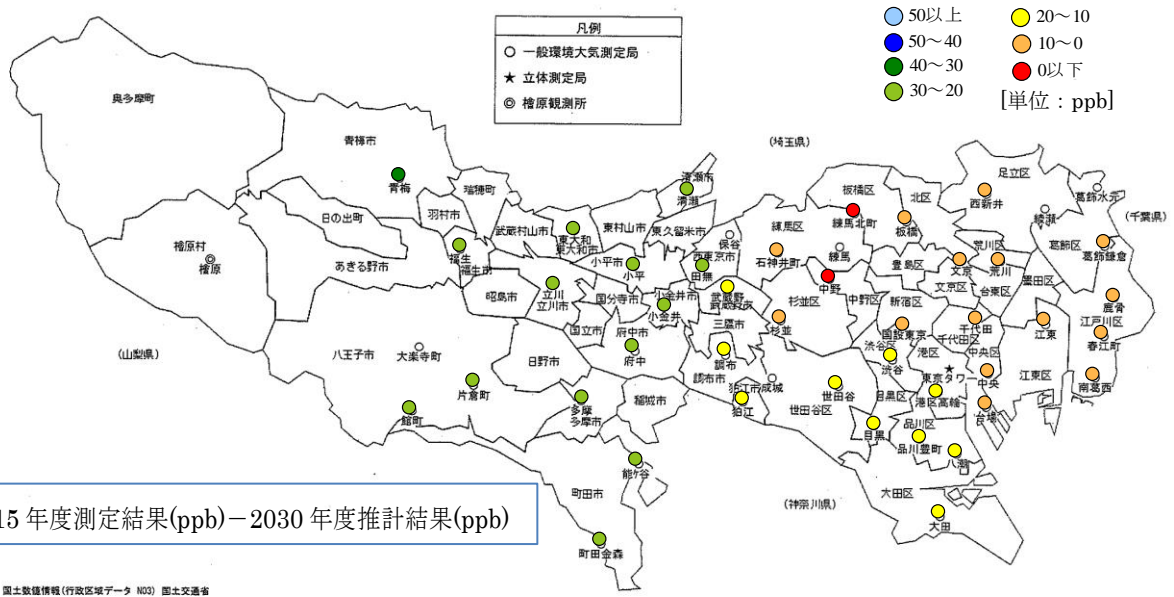 凡例
○ 一般環境大気測定局
★ 立体測定局
◎ 檜原観測所
50以上
50～40
40～30
30～20
20～10
10～0
0以下
[単位：ppb]
(埼玉県)
(千葉県)
(山梨県)
(神奈川県)
奥多摩町
青梅市
青梅
瑞穂町
羽村市
日の出町
檜原村
檜原
あきる野市
福生
福生市
武蔵村山市
東大和
東大和市
東村山市
清瀬市
清瀬
東久留米市
小平市
小平
保谷
西東京市
田無
昭島市
立川
立川市
国分寺市
小金井市
小金井
武蔵野
武蔵野市
国立市
府中市
府中
三鷹市
調布
調布市
八王子市
大楽寺町
日野市
片倉町
館町
多摩
多摩市
稲城市
狛江市
狛江
成城
能ヶ谷
町田市
町田金森
板橋区
北区
足立区
西新井
葛飾水元
綾瀬
練馬区
練馬北町
板橋
石神井町
練馬
豊島区
荒川区
荒川
文京
文京区
台東区
葛飾区
葛飾鎌倉
墨田区
中野
杉並区
杉並
中野区
新宿区
国設東京
千代田
千代田区
江東
鹿骨
江戸川区
春江町
渋谷区
渋谷
港区
中央区
東京タワー
中央
江東区
南葛西
世田谷
世田谷区
目黒区
目黒
港区高輪
台場
品川区
品川豊町
八潮
大田区
大田
15年度測定結果(ppb)－2030年度推計結果(ppb)
国土数値情報(行政区域データ N03) 国土交通省